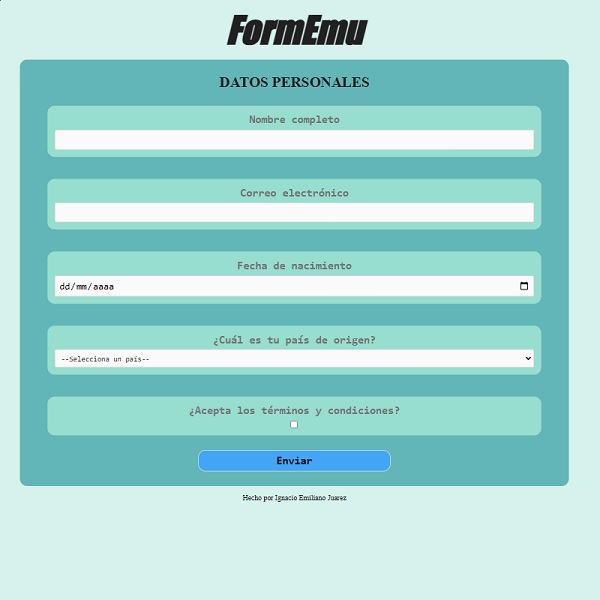 FormEmu
DATOS PERSONALES
Nombre completo
Correo electrónico
Fecha de nacimiento
dd/mm/aaaa
¿Cuál es tu país de origen?
--Selecciona un país--
¿Acepta los términos y condiciones?
Enviar
Hecho por Ignacio Emiliano Juarez